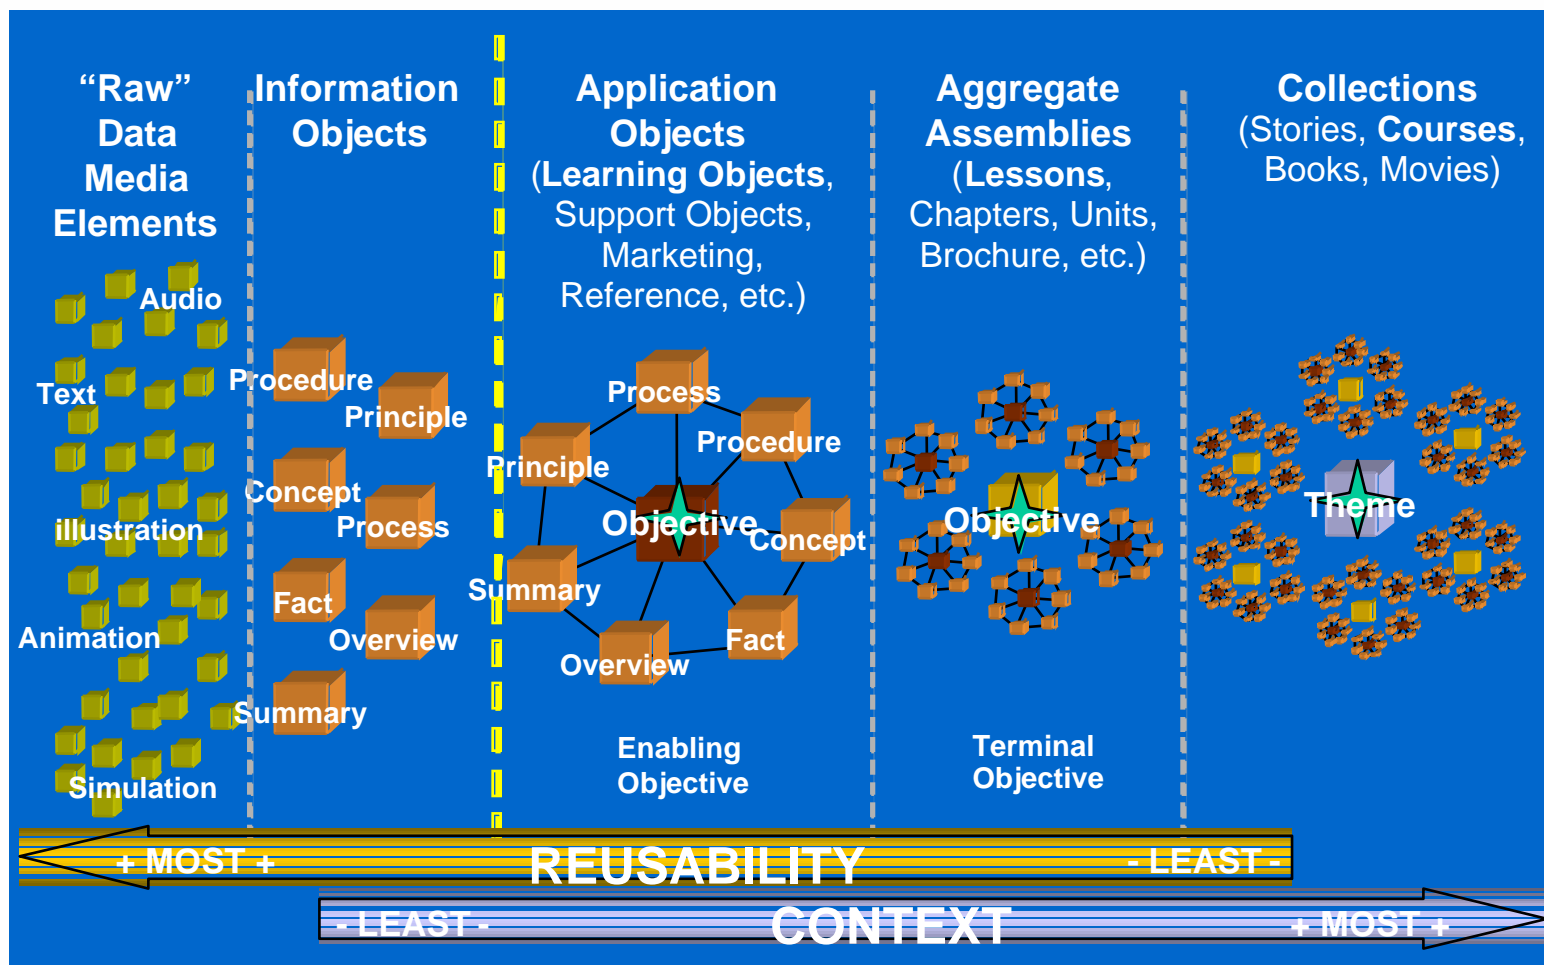 “Raw”
Data
Media
Elements
Audio
Text
illustration
Animation
Simulation
Information
Objects
Procedure
Principle
Concept
Process
Fact
Overview
Summary
Application
Objects
(Learning Objects,
Support Objects,
Marketing,
Reference, etc.)
Process
Procedure
Principle
Objective
Concept
Summary
Fact
Overview
Enabling
Objective
Aggregate
Assemblies
(Lessons,
Chapters, Units,
Brochure, etc.)
Objective
Terminal
Objective
Collections
(Stories, Courses,
Books, Movies)
Theme
+ MOST + REUSABILITY - LEAST -
- LEAST - CONTEXT + MOST +